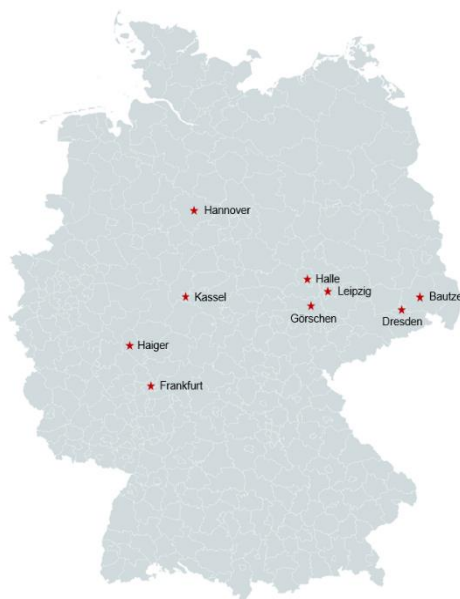 Hannover
Halle
Leipzig
Kassel
Bautze
Görschen
Dresden
Haiger
Frankfurt